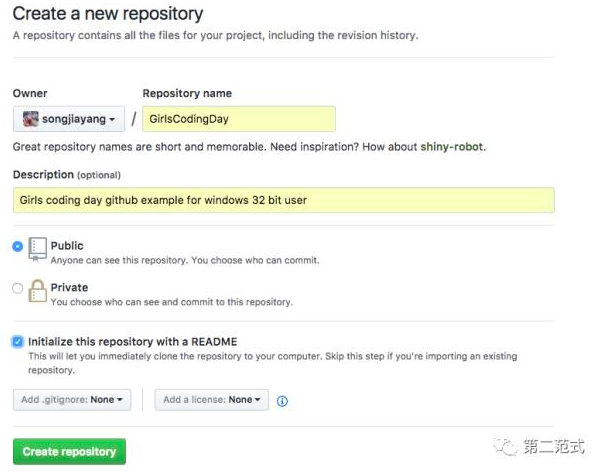 Create a new repository
A repository contains all the files for your project, including the revision history.
Owner Repository name
songjiayang / GirlsCodingDay
Great repository names are short and memorable. Need inspiration? How about shiny-robot.
Description (optional)
Girls coding day github example for windows 32 bit user
Public
Anyone can see this repository. You choose who can commit.
Private
You choose who can see and commit to this repository.
Initialize this repository with a README
This will let you immediately clone the repository to your computer. Skip this step if you're importing an existing
repository.
Add .gitignore: None Add a license: None
Create repository
第二范式